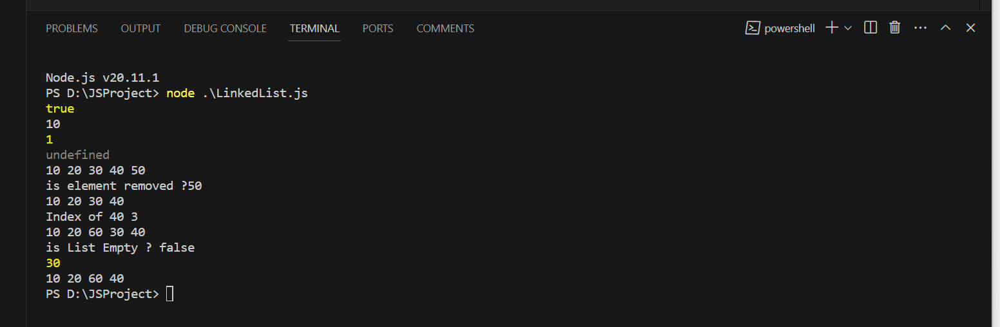 PROBLEMS OUTPUT DEBUG CONSOLE TERMINAL PORTS COMMENTS powershell
Node.js v20.11.1
PS D:\JSProject> node .\LinkedList.js
true
10
1
undefined
10 20 30 40 50
is element removed ?50
10 20 30 40
Index of 40 3
10 20 60 30 40
is List Empty ? false
30
10 20 60 40
PS D:\JSProject>